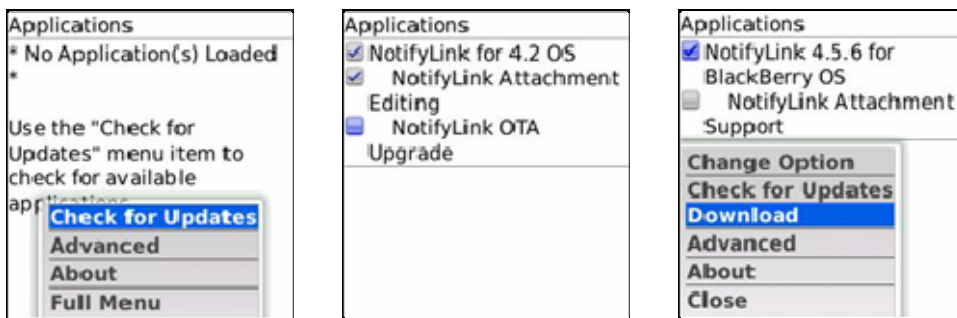 Applications
* No Application(s) Loaded
*
Use the "Check for
Updates" menu item to
check for available
applications.
Check for Updates
Advanced
About
Full Menu
Applications
NotifyLink for 4.2 OS
NotifyLink Attachment
Editing
NotifyLink OTA
Upgrade
Applications
NotifyLink 4.5.6 for
BlackBerry OS
NotifyLink Attachment
Support
Change Option
Check for Updates
Download
Advanced
About
Close